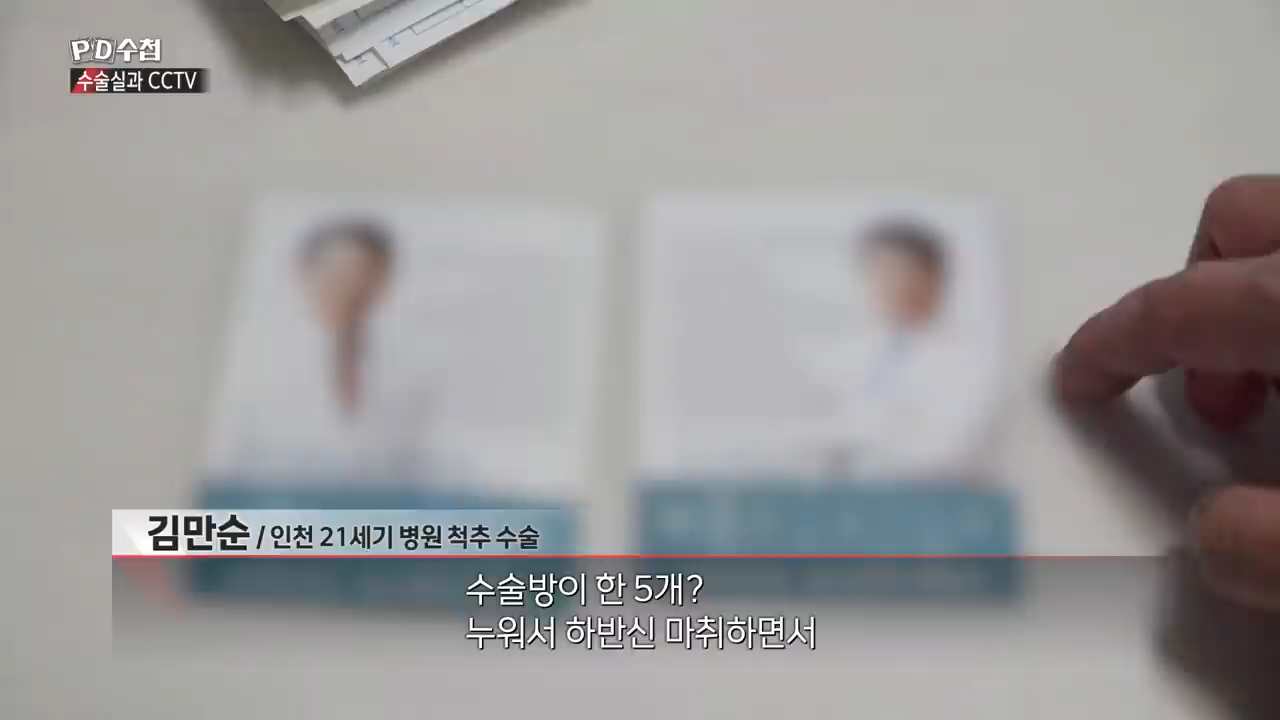 PD수첩
수술실과 CCTV
김만순 / 인천 21세기 병원 척추 수술
수술방이 한 5개?
누워서 하반신 마취하면서